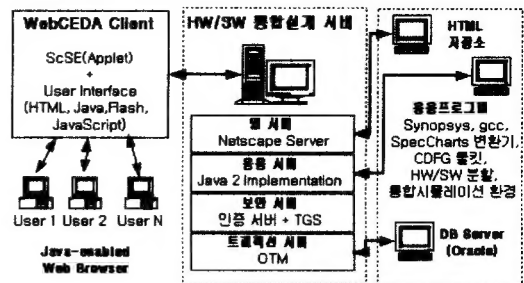 WebCEDA Client
ScSE(Applet)
+
User Interface
(HTML, Java,Flash,
JavaScript)
User 1 User 2 User N
Java-enabled
Web Browser
HW/SW 통합설계 서버
웹 서버
Netscape Server
응용 서버
Java 2 Implementation
보안 서버
인증 서버 + TGS
트랜잭션 서버
OTM
HTML
저장소
응용프로그램
Synopsys, gcc,
SpecCharts 변환기,
CDFG 툴킷,
HW/SW 분할,
통합시뮬레이션 환경
DB Server
(Oracle)